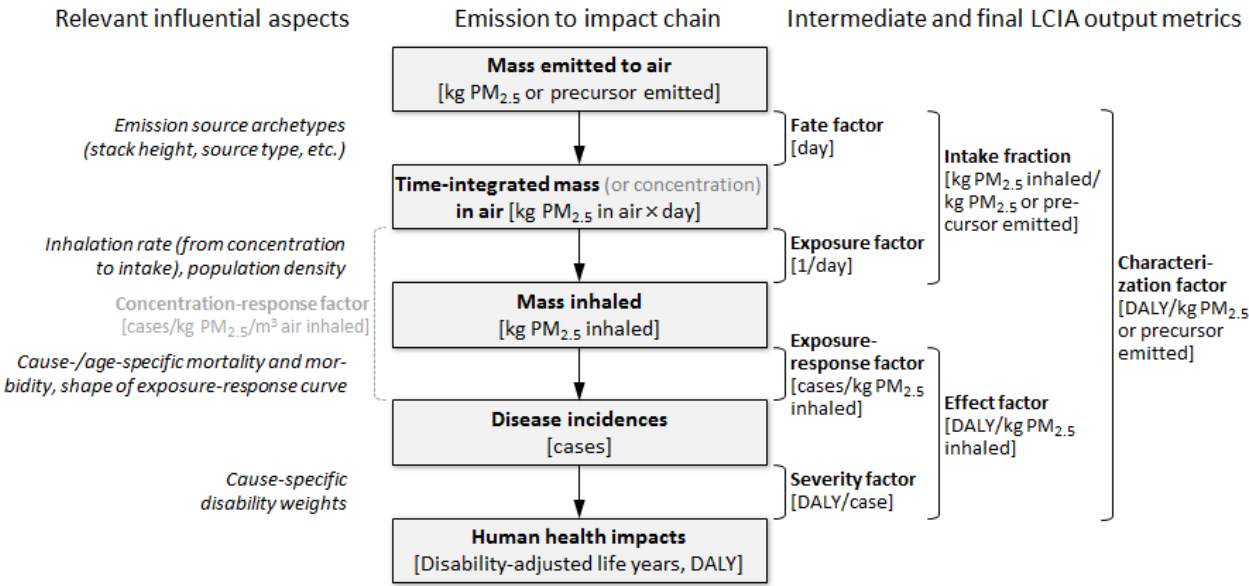 Relevant influential aspects
Emission to impact chain
Intermediate and final LCIA output metrics
Mass emitted to air
[kg PM2.5 or precursor emitted]
Emission source archetypes
(stack height, source type, etc.)
Fate factor
[day]
Intake fraction
[kg PM2.5 inhaled/
kg PM2.5 or pre-
cursor emitted]
Time-integrated mass (or concentration)
in air [kg PM2.5 in air × day]
Inhalation rate (from concentration
to intake), population density
Exposure factor
[1/day]
Characteri-
zation factor
[DALY/kg PM2.5
or precursor
emitted]
Concentration-response factor
[cases/kg PM2.5/m³ air inhaled]
Mass inhaled
[kg PM2.5 inhaled]
Cause-/age-specific mortality and mor-
bidity, shape of exposure-response curve
Exposure-
response factor
[cases/kg PM2.5
inhaled]
Effect factor
[DALY/kg PM2.5
inhaled]
Disease incidences
[cases]
Cause-specific
disability weights
Severity factor
[DALY/case]
Human health impacts
[Disability-adjusted life years, DALY]